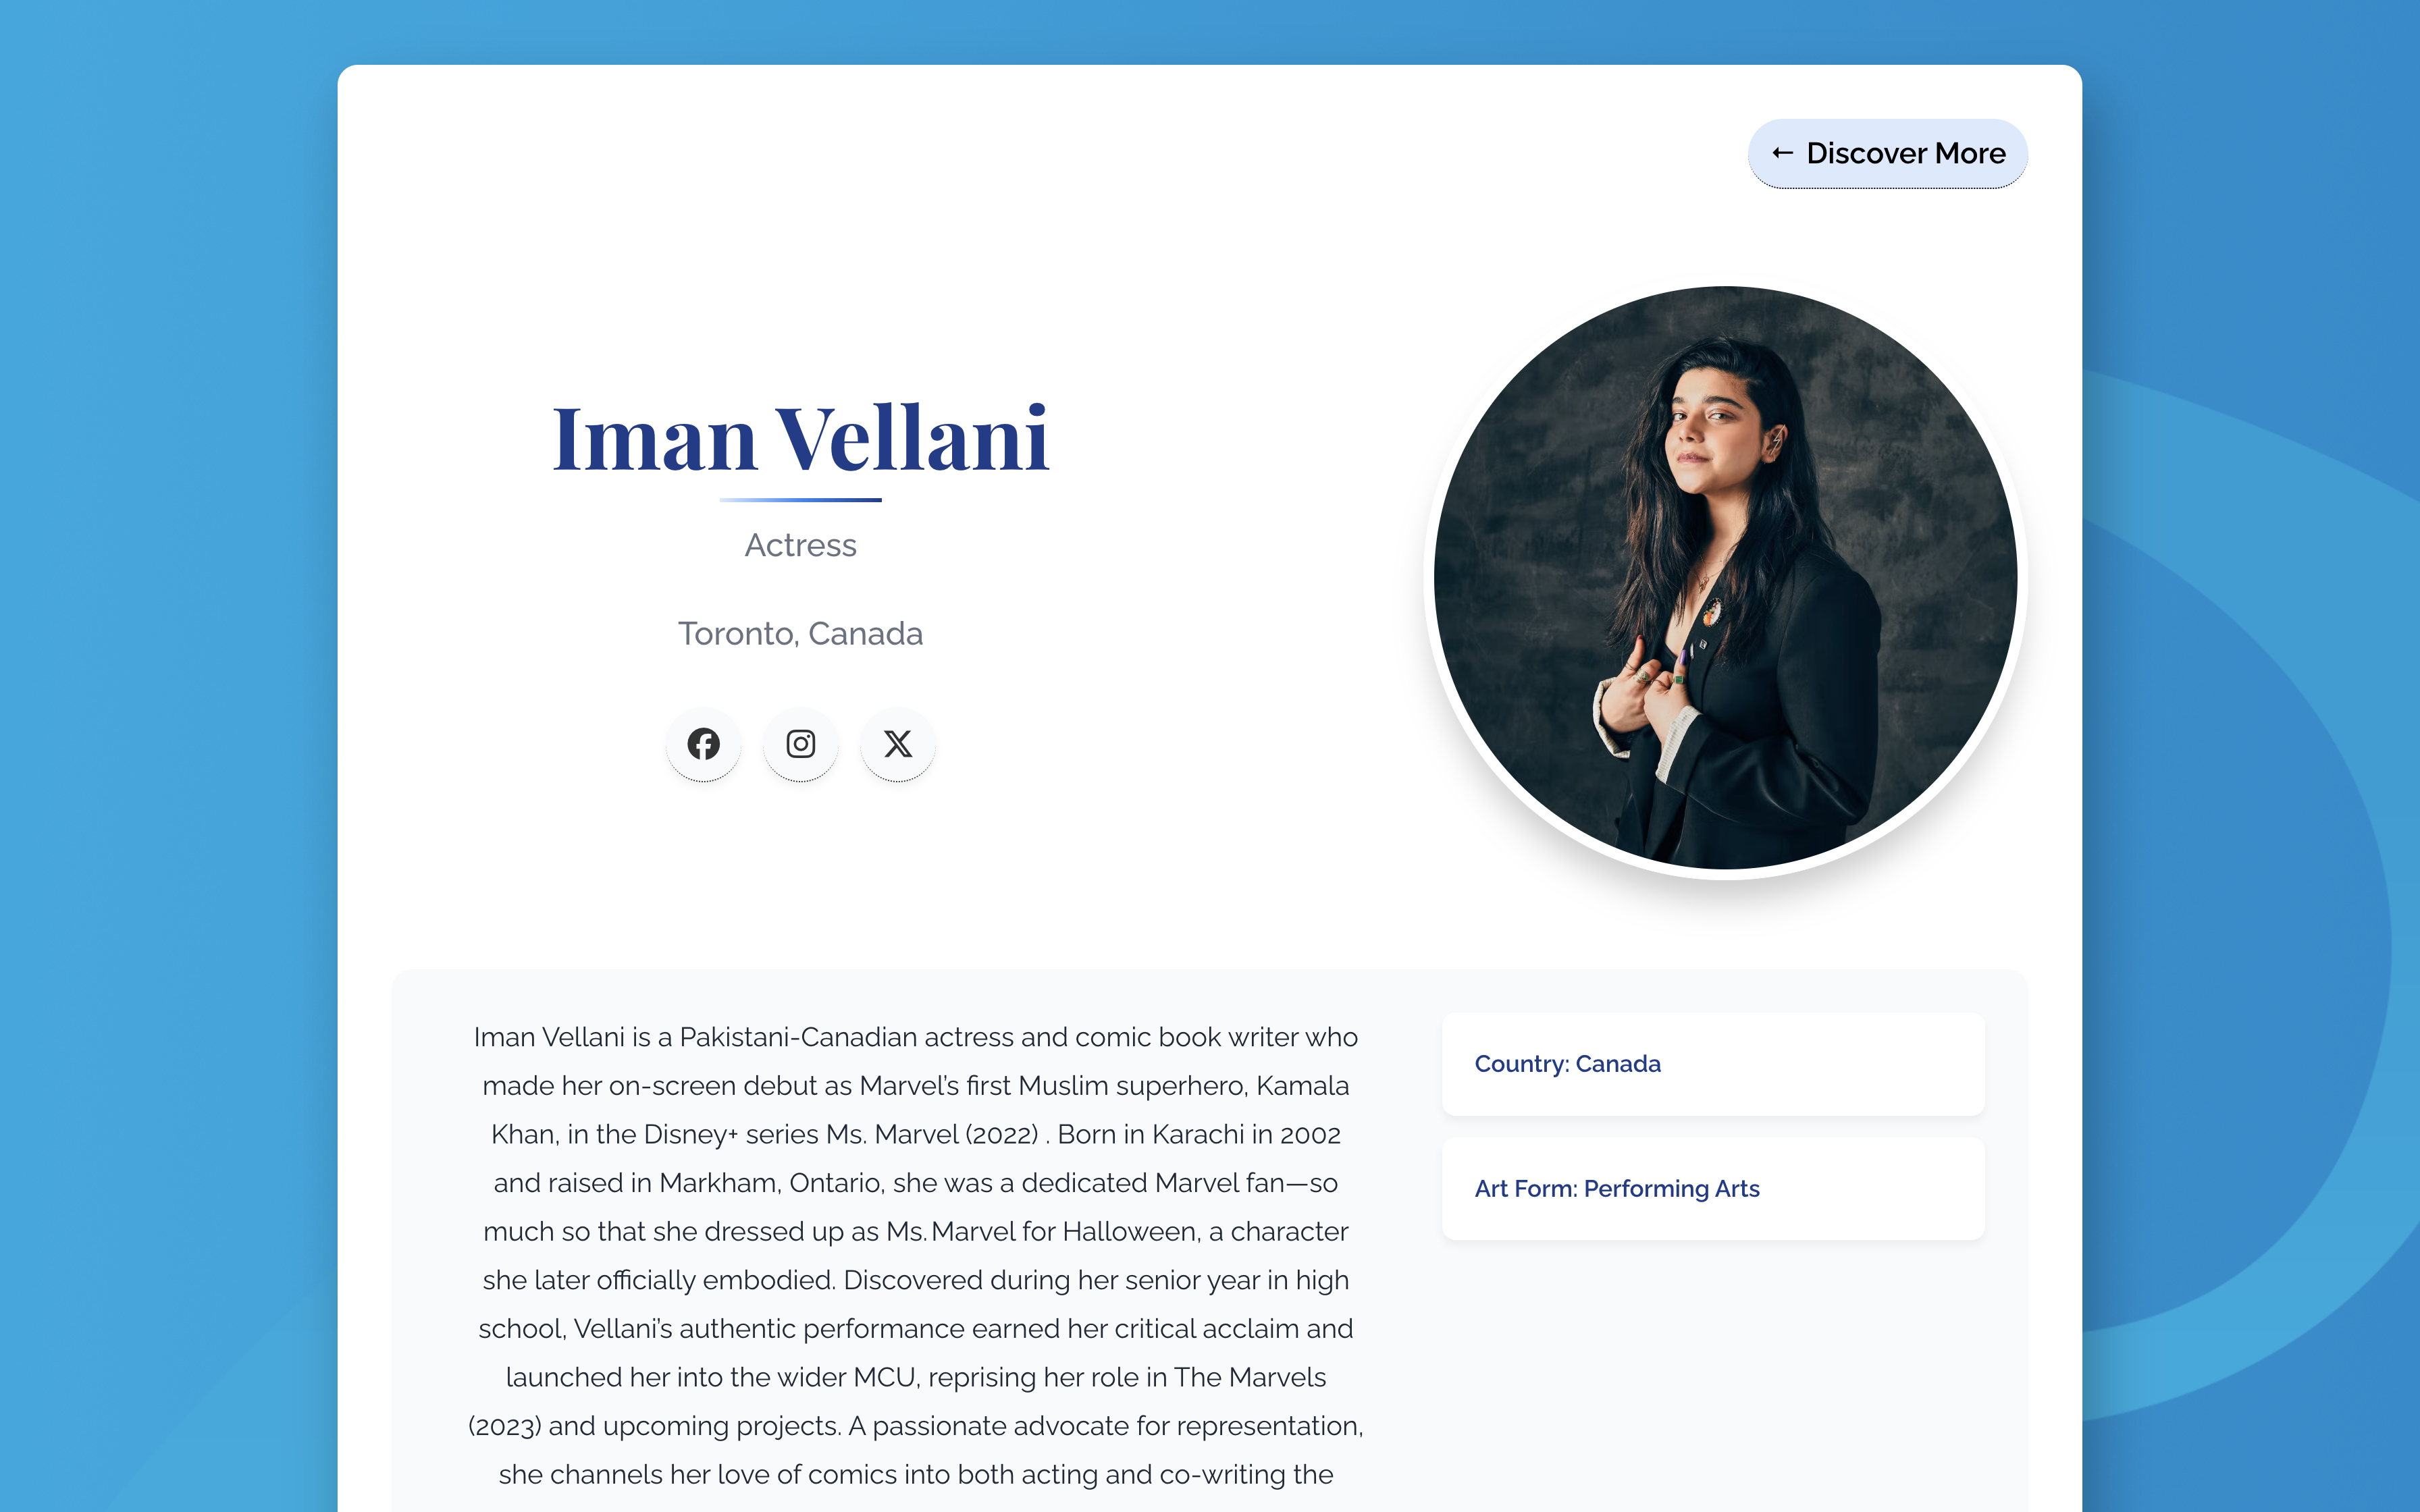 ← Discover More
Iman Vellani
Actress
Toronto, Canada
Iman Vellani is a Pakistani-Canadian actress and comic book writer who
made her on-screen debut as Marvel’s first Muslim superhero, Kamala
Khan, in the Disney+ series Ms. Marvel (2022) . Born in Karachi in 2002
and raised in Markham, Ontario, she was a dedicated Marvel fan—so
much so that she dressed up as Ms. Marvel for Halloween, a character
she later officially embodied. Discovered during her senior year in high
school, Vellani’s authentic performance earned her critical acclaim and
launched her into the wider MCU, reprising her role in The Marvels
(2023) and upcoming projects. A passionate advocate for representation,
she channels her love of comics into both acting and co-writing the
Country: Canada
Art Form: Performing Arts